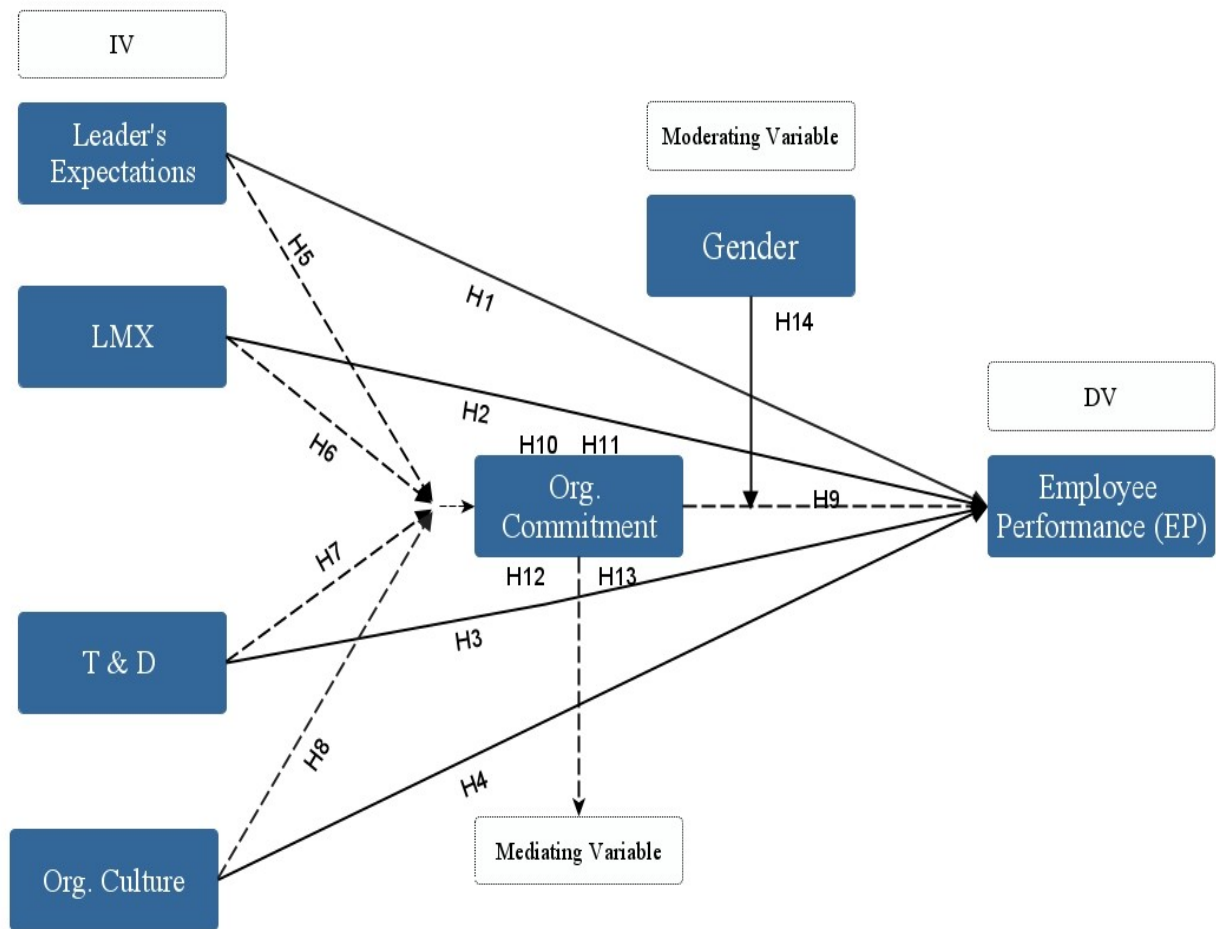 IV
Leader's
Expectations
Moderating Variable
Gender
H5
H1
H14
LMX
H2
H6
DV
H10 H11
Org.
Commitment
H9
Employee
Performance (EP)
H7
H12 H13
H3
T & D
H8
H4
Mediating Variable
Org. Culture